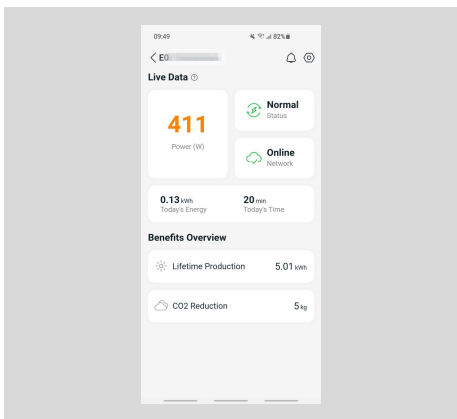 09:49 82%
E0
Live Data
411
Power (W)
Normal
Status
Online
Network
0.13 kWh
Today's Energy
20 min
Today's Time
Benefits Overview
Lifetime Production 5.01 kWh
CO2 Reduction 5 kg